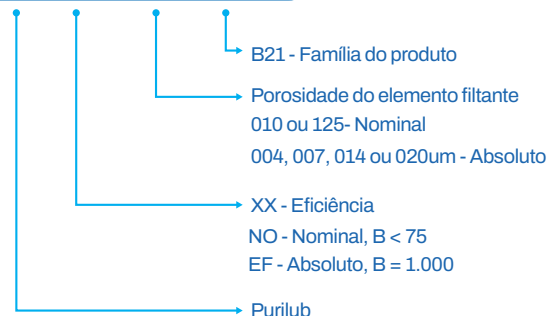 B21 - Família do produto
Porosidade do elemento filtante
010 ou 125- Nominal
004, 007, 014 ou 020um - Absoluto
XX - Eficiência
NO - Nominal, B < 75
EF - Absoluto, B = 1.000
Purilub